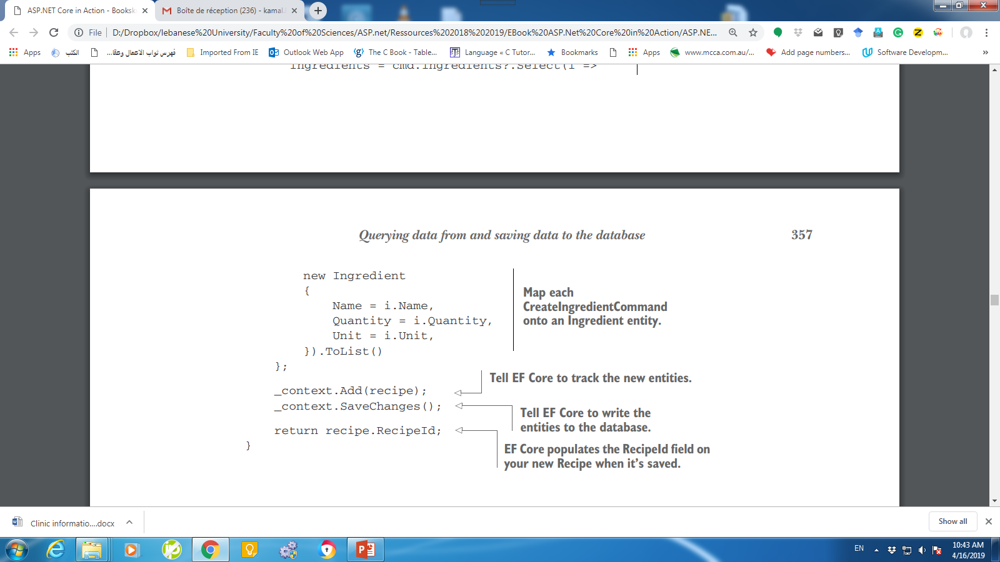 ASP.NET Core in Action - Booksk
Boîte de réception (236) - kamal.
File
D:/Dropbox/lebanese%20University/Faculty%20of%20Sciences/ASP.net/Ressources%202018%202019/EBook%20ASP.Net%20Core%20in%20Action/ASP.NE...
Apps
الكتب
فهرس ثواب الاعمال وعقا...
Imported From IE
Outlook Web App
The C Book - Table...
Language « C Tutor...
Bookmarks
Apps
www.mcca.com.au/...
Add page numbers...
Software Developm...
»
Ingredients = cmd.Ingredients?.Select(i =>
Querying data from and saving data to the database
357
new Ingredient
{
Name = i.Name,
Quantity = i.Quantity,
Unit = i.Unit,
}).ToList()
};
Map each
CreateIngredientCommand
onto an Ingredient entity.
_context.Add(recipe);
Tell EF Core to track the new entities.
_context.SaveChanges();
Tell EF Core to write the
entities to the database.
return recipe.RecipeId;
}
EF Core populates the RecipeId field on
your new Recipe when it's saved.
Clinic informatio....docx
Show all
EN
10:43 AM
4/16/2019